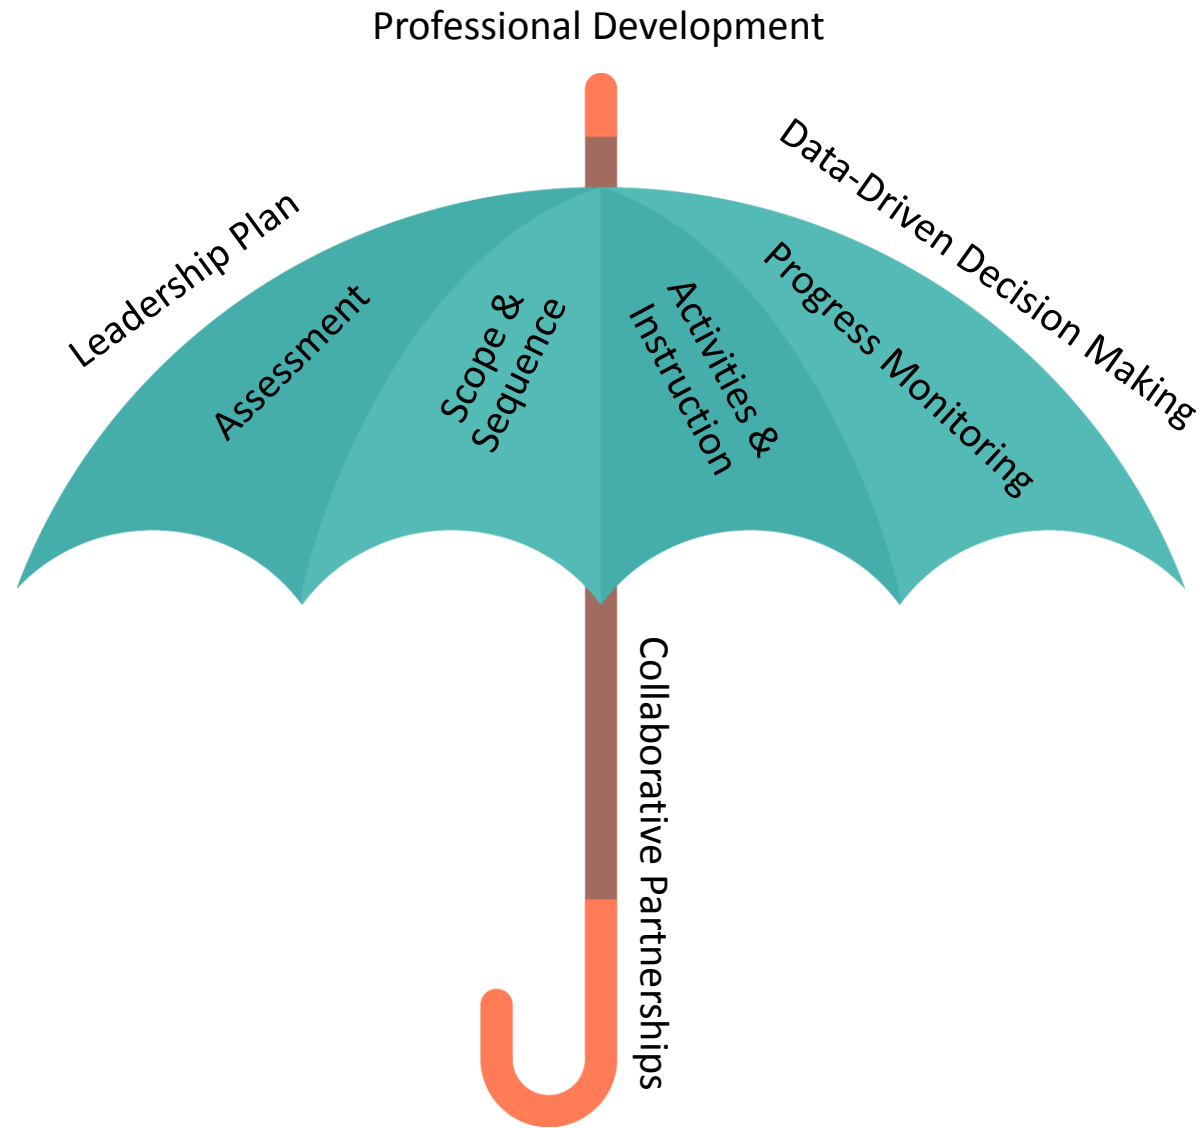 Professional Development
Leadership Plan
Data-Driven Decision Making
Assessment
Scope &
Sequence
Activities &
Instruction
Progress Monitoring
Collaborative Partnerships